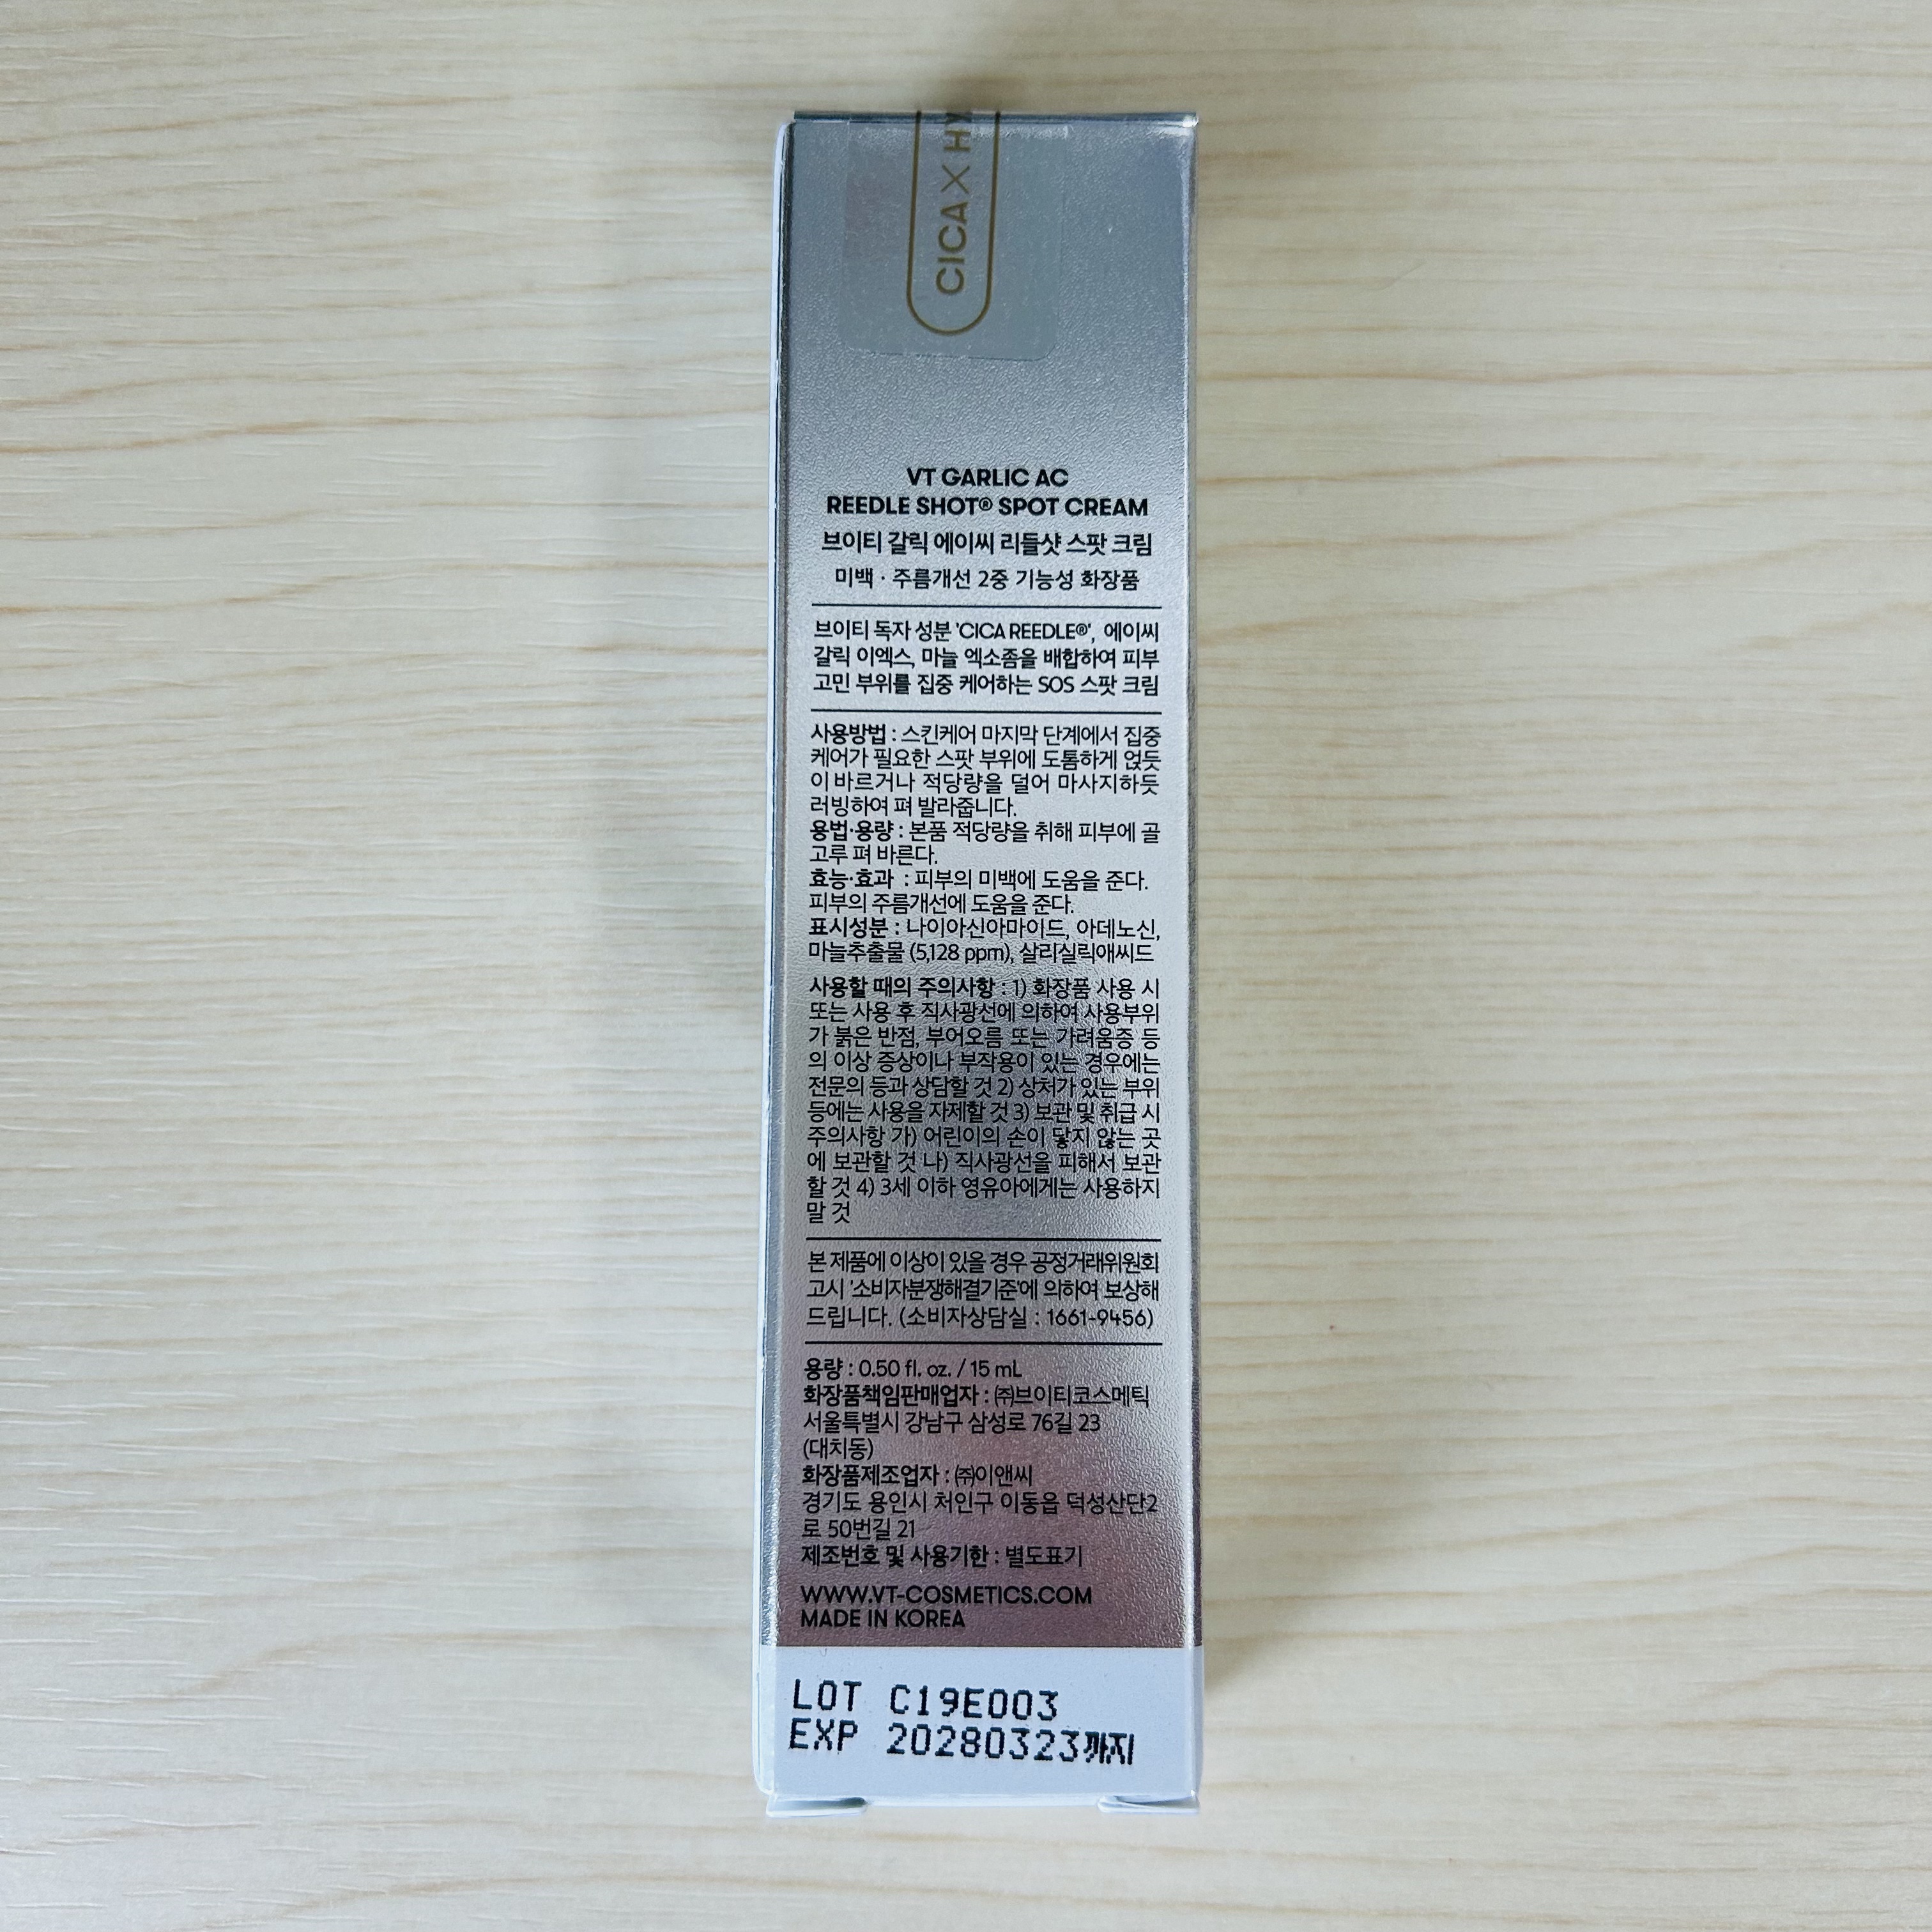 CICA X H
VT GARLIC AC
REEDLE SHOT® SPOT CREAM
브이티 갈릭 에이씨 리들샷 스팟 크림
미백 · 주름개선 2중 기능성 화장품
브이티 독자 성분 'CICA REEDLE®', 에이씨
갈릭 이엑스, 마늘 엑소좀을 배합하여 피부
고민 부위를 집중 케어하는 SOS 스팟 크림
사용방법 : 스킨케어 마지막 단계에서 집중
케어가 필요한 스팟 부위에 도톰하게 얹듯
이 바르거나 적당량을 덜어 마사지하듯
러빙하여 펴 발라줍니다.
용법·용량 : 본품 적당량을 취해 피부에 골
고루 펴 바른다.
효능·효과 : 피부의 미백에 도움을 준다.
피부의 주름개선에 도움을 준다.
표시성분 : 나이아신아마이드, 아데노신,
마늘추출물 (5,128 ppm), 살리실릭애씨드
사용할 때의 주의사항 : 1) 화장품 사용 시
또는 사용 후 직사광선에 의하여 사용부위
가 붉은 반점, 부어오름 또는 가려움증 등
의 이상 증상이나 부작용이 있는 경우에는
전문의 등과 상담할 것 2) 상처가 있는 부위
등에는 사용을 자제할 것 3) 보관 및 취급 시
주의사항 가) 어린이의 손이 닿지 않는 곳
에 보관할 것 나) 직사광선을 피해서 보관
할 것 4) 3세 이하 영유아에게는 사용하지
말 것
본 제품에 이상이 있을 경우 공정거래위원회
고시 '소비자분쟁해결기준'에 의하여 보상해
드립니다. (소비자상담실 : 1661-9456)
용량 : 0.50 fl. oz. / 15 mL
화장품책임판매업자 : ㈜브이티코스메틱
서울특별시 강남구 삼성로 76길 23
(대치동)
화장품제조업자 : ㈜이앤씨
경기도 용인시 처인구 이동읍 덕성산단2
로 50번길 21
제조번호 및 사용기한 : 별도표기
WWW.VT-COSMETICS.COM
MADE IN KOREA
LOT C19E003
EXP 20280323까지